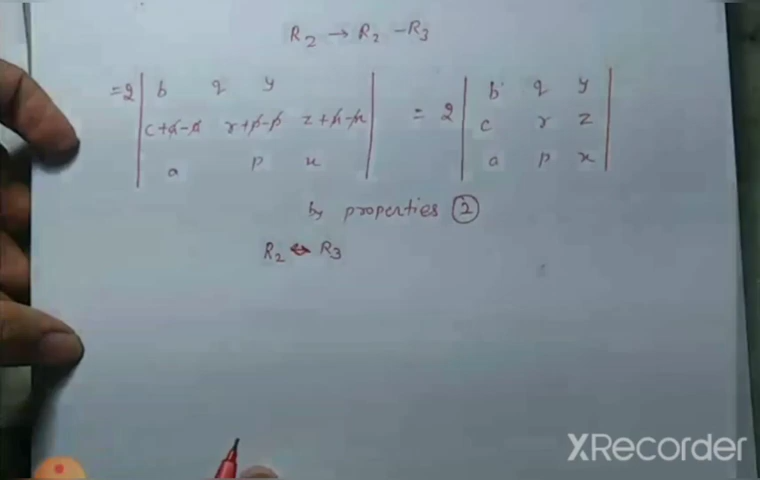 R₂ → R₂ - R₃
= 2 | b q y | = 2 | b q y |
| c+a-a r+p-p z+x-x | | c r z |
| a p x | | a p x |
by properties ②
R₂ ↔ R₃
XRecorder